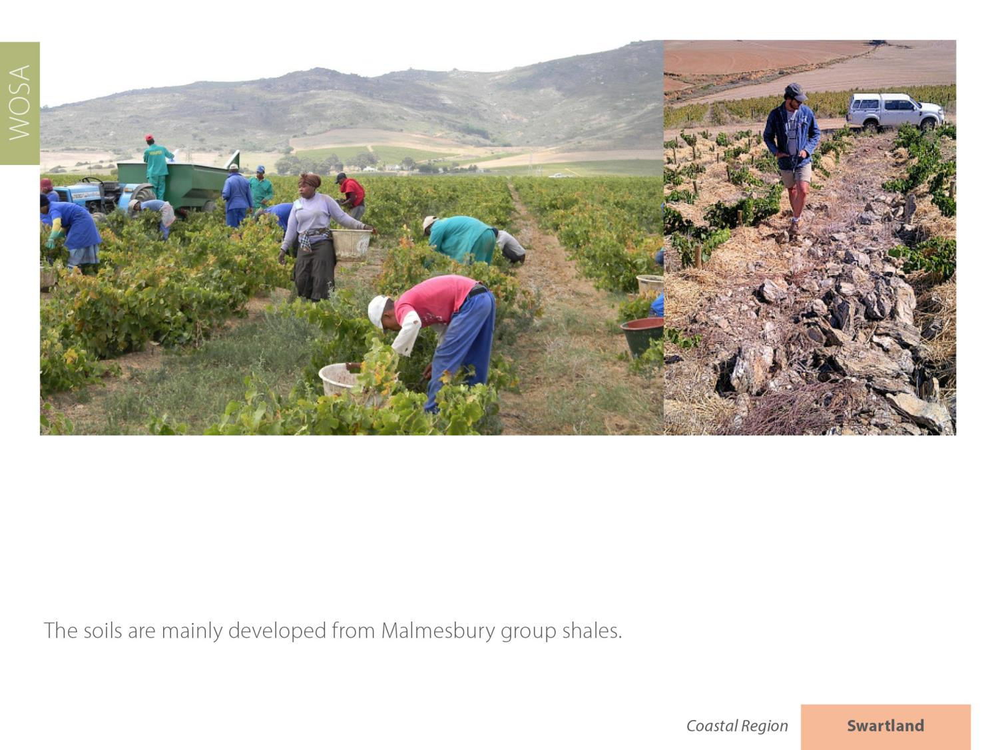 WOSA
The soils are mainly developed from Malmesbury group shales.
Coastal Region
Swartland